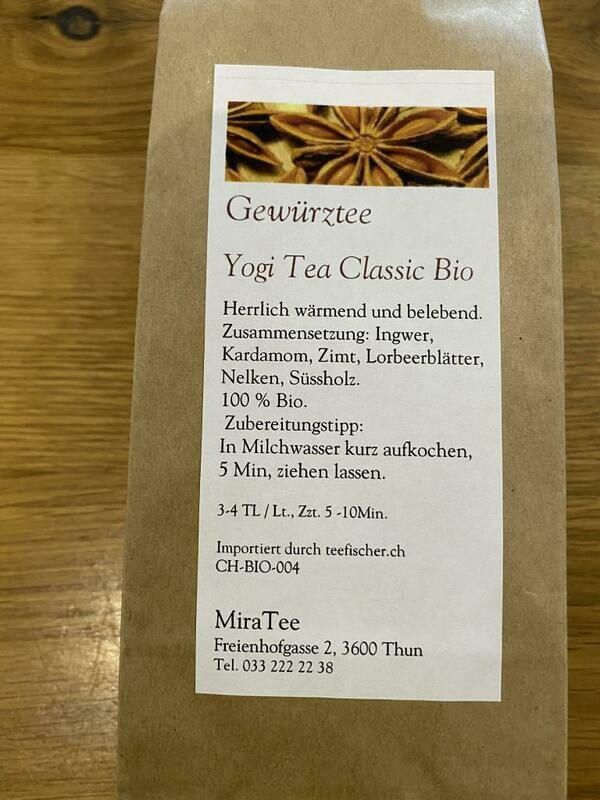 Gewürztee
Yogi Tea Classic Bio
Herrlich wärmend und belebend.
Zusammensetzung: Ingwer,
Kardamom, Zimt, Lorbeerblätter,
Nelken, Süssholz.
100 % Bio.
Zubereitungstipp:
In Milchwasser kurz aufkochen,
5 Min, ziehen lassen.
3-4 TL / Lt., Zzt. 5 -10Min.
Importiert durch teefischer.ch
CH-BIO-004
MiraTee
Freienhofgasse 2, 3600 Thun
Tel. 033 222 22 38